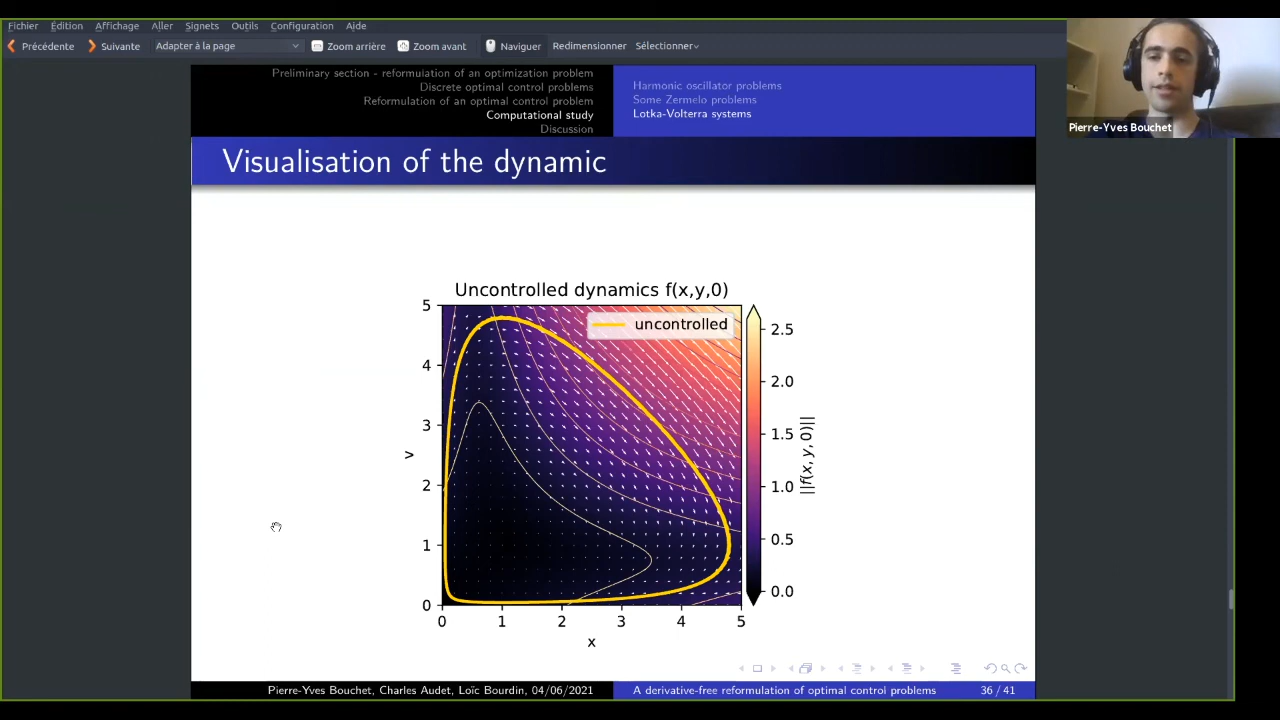 Fichier Édition Affichage Aller Signets Outils Configuration Aide
Précédente Suivante Adapter à la page Zoom arrière Zoom avant Naviguer Redimensionner Sélectionner
Preliminary section - reformulation of an optimization problem
Discrete optimal control problems
Reformulation of an optimal control problem
Computational study
Discussion
Harmonic oscillator problems
Some Zermelo problems
Lotka-Volterra systems
Pierre-Yves Bouchet
Visualisation of the dynamic
Uncontrolled dynamics f(x,y,0)
uncontrolled
5
4
3
2
1
0
0 1 2 3 4 5
x
2.5
2.0
1.5
1.0
0.5
0.0
||f(x, y, 0)||
Pierre-Yves Bouchet, Charles Audet, Loïc Bourdin, 04/06/2021
A derivative-free reformulation of optimal control problems
36 / 41